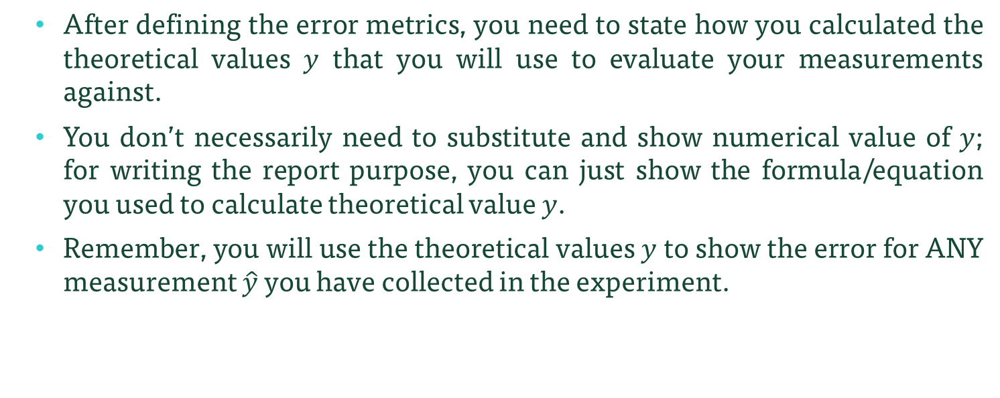 • After defining the error metrics, you need to state how you calculated the
theoretical values y that you will use to evaluate your measurements
against.
• You don’t necessarily need to substitute and show numerical value of y;
for writing the report purpose, you can just show the formula/equation
you used to calculate theoretical value y.
• Remember, you will use the theoretical values y to show the error for ANY
measurement ŷ you have collected in the experiment.